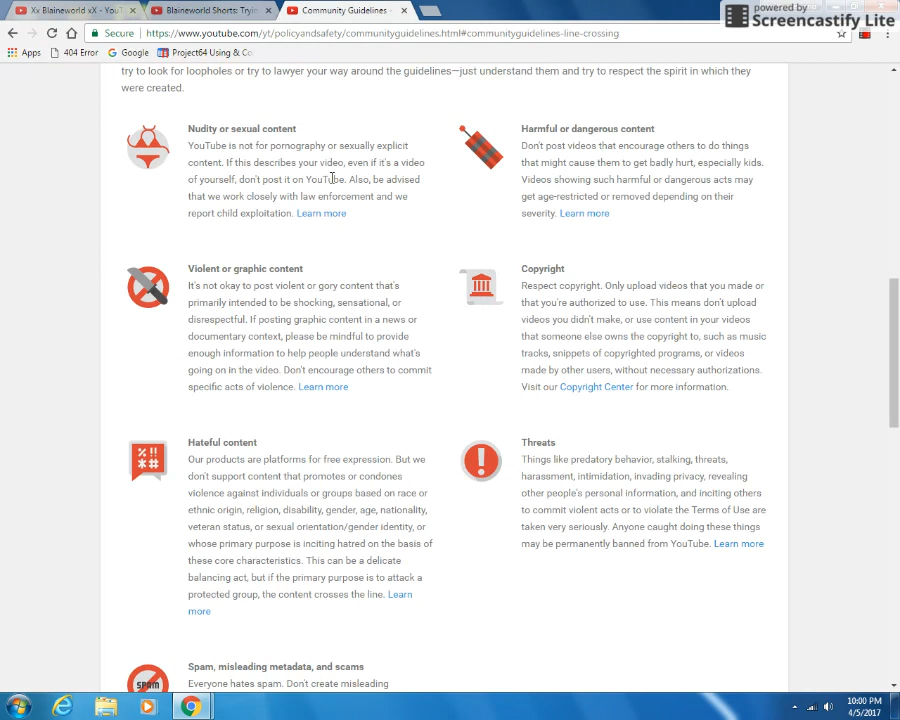 powered by
Screencastify Lite
Xx Blaineworld xX - YouT
Blaineworld Shorts: Tryin
Community Guidelines -
Secure
https://www.youtube.com/yt/policyandsafety/communityguidelines.html#communityguidelines-line-crossing
Apps
404 Error
Google
Project64 Using & Co
try to look for loopholes or try to lawyer your way around the guidelines—just understand them and try to respect the spirit in which they
were created.
Nudity or sexual content
YouTube is not for pornography or sexually explicit
content. If this describes your video, even if it's a video
of yourself, don't post it on YouTube. Also, be advised
that we work closely with law enforcement and we
report child exploitation. Learn more
Harmful or dangerous content
Don't post videos that encourage others to do things
that might cause them to get badly hurt, especially kids.
Videos showing such harmful or dangerous acts may
get age-restricted or removed depending on their
severity. Learn more
Violent or graphic content
It's not okay to post violent or gory content that's
primarily intended to be shocking, sensational, or
disrespectful. If posting graphic content in a news or
documentary context, please be mindful to provide
enough information to help people understand what's
going on in the video. Don't encourage others to commit
specific acts of violence. Learn more
Copyright
Respect copyright. Only upload videos that you made or
that you're authorized to use. This means don't upload
videos you didn't make, or use content in your videos
that someone else owns the copyright to, such as music
tracks, snippets of copyrighted programs, or videos
made by other users, without necessary authorizations.
Visit our Copyright Center for more information.
%!!
*##
Hateful content
Our products are platforms for free expression. But we
don't support content that promotes or condones
violence against individuals or groups based on race or
ethnic origin, religion, disability, gender, age, nationality,
veteran status, or sexual orientation/gender identity, or
whose primary purpose is inciting hatred on the basis of
these core characteristics. This can be a delicate
balancing act, but if the primary purpose is to attack a
protected group, the content crosses the line. Learn
more
Threats
Things like predatory behavior, stalking, threats,
harassment, intimidation, invading privacy, revealing
other people's personal information, and inciting others
to commit violent acts or to violate the Terms of Use are
taken very seriously. Anyone caught doing these things
may be permanently banned from YouTube. Learn more
SPAM
Spam, misleading metadata, and scams
Everyone hates spam. Don't create misleading
10:00 PM
4/5/2017